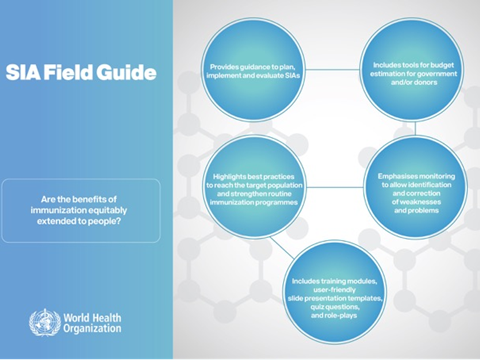 SIA Field Guide
Are the benefits of
immunization equitably
extended to people?
World Health
Organization
Provides guidance to plan,
implement and evaluate SIAs
Includes tools for budget
estimation for government
and/or donors
Highlights best practices
to reach the target population
and strengthen routine
immunization programmes
Emphasises monitoring
to allow identification
and correction
of weaknesses
and problems
Includes training modules,
user-friendly
slide presentation templates,
quiz questions,
and role-plays